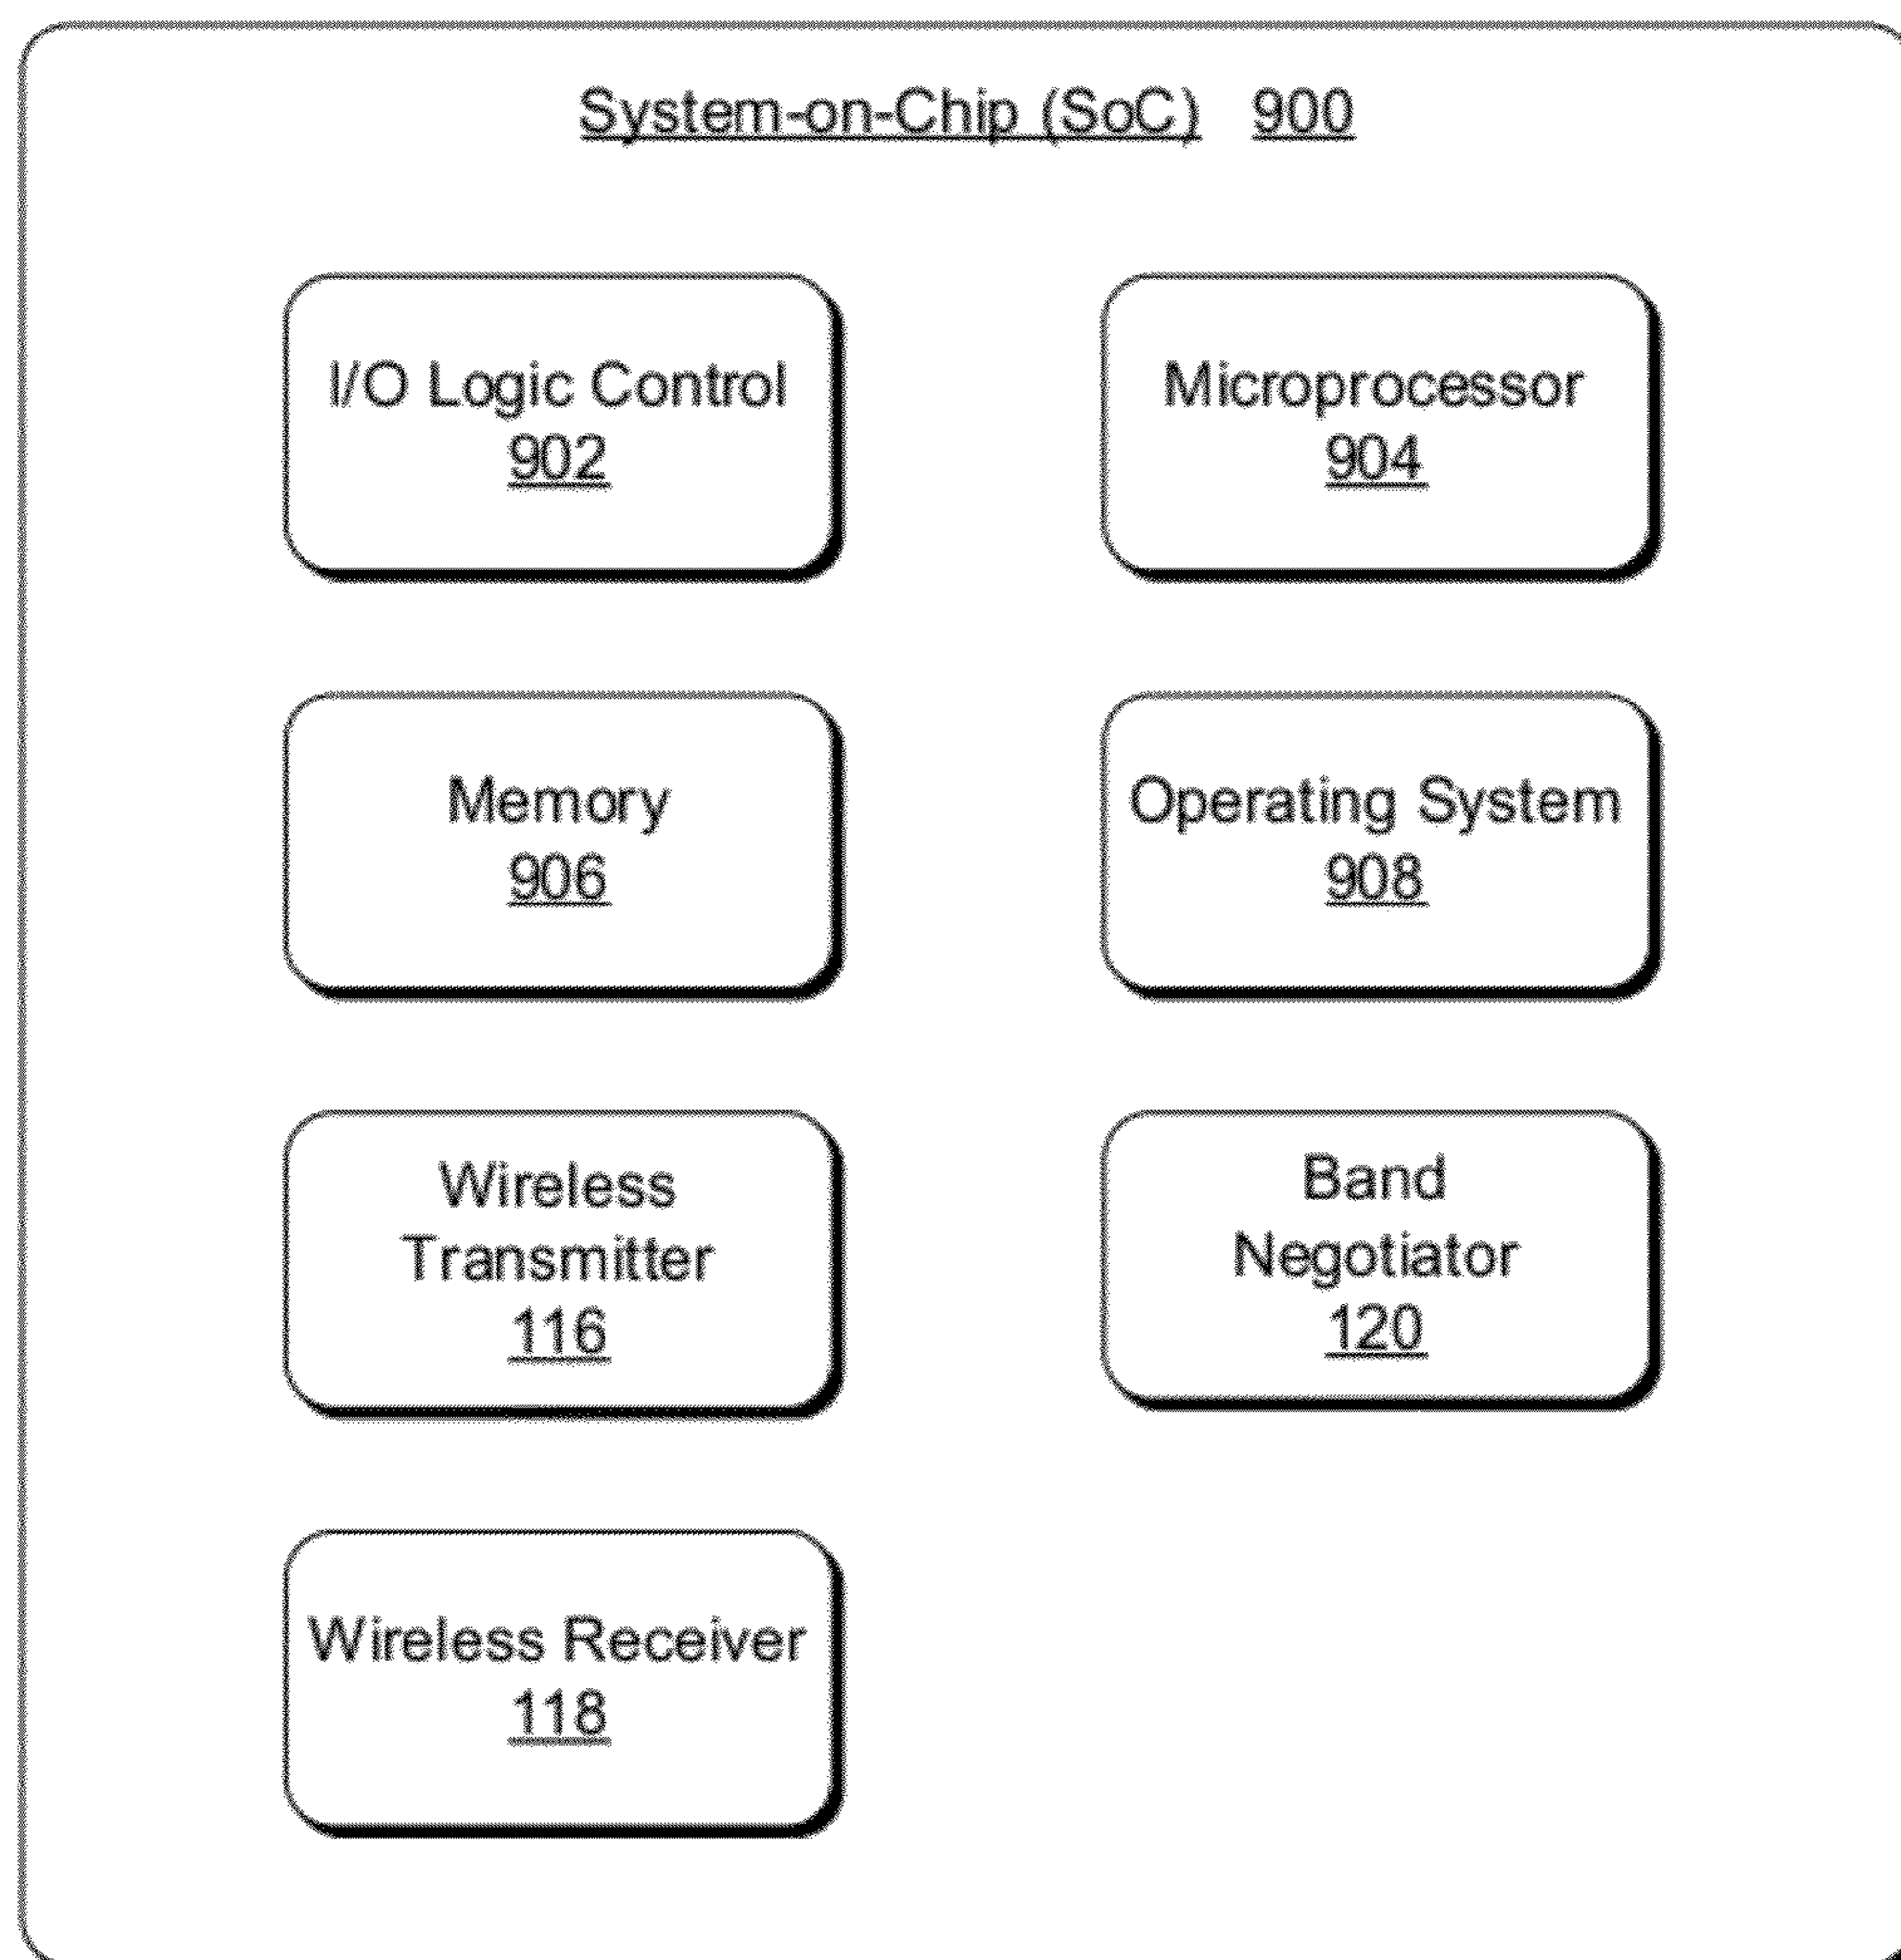 System-on-Chip (SoC) 900
I/O Logic Control
902
Microprocessor
904
Memory
906
Operating System
908
Wireless
Transmitter
116
Band
Negotiator
120
Wireless Receiver
118